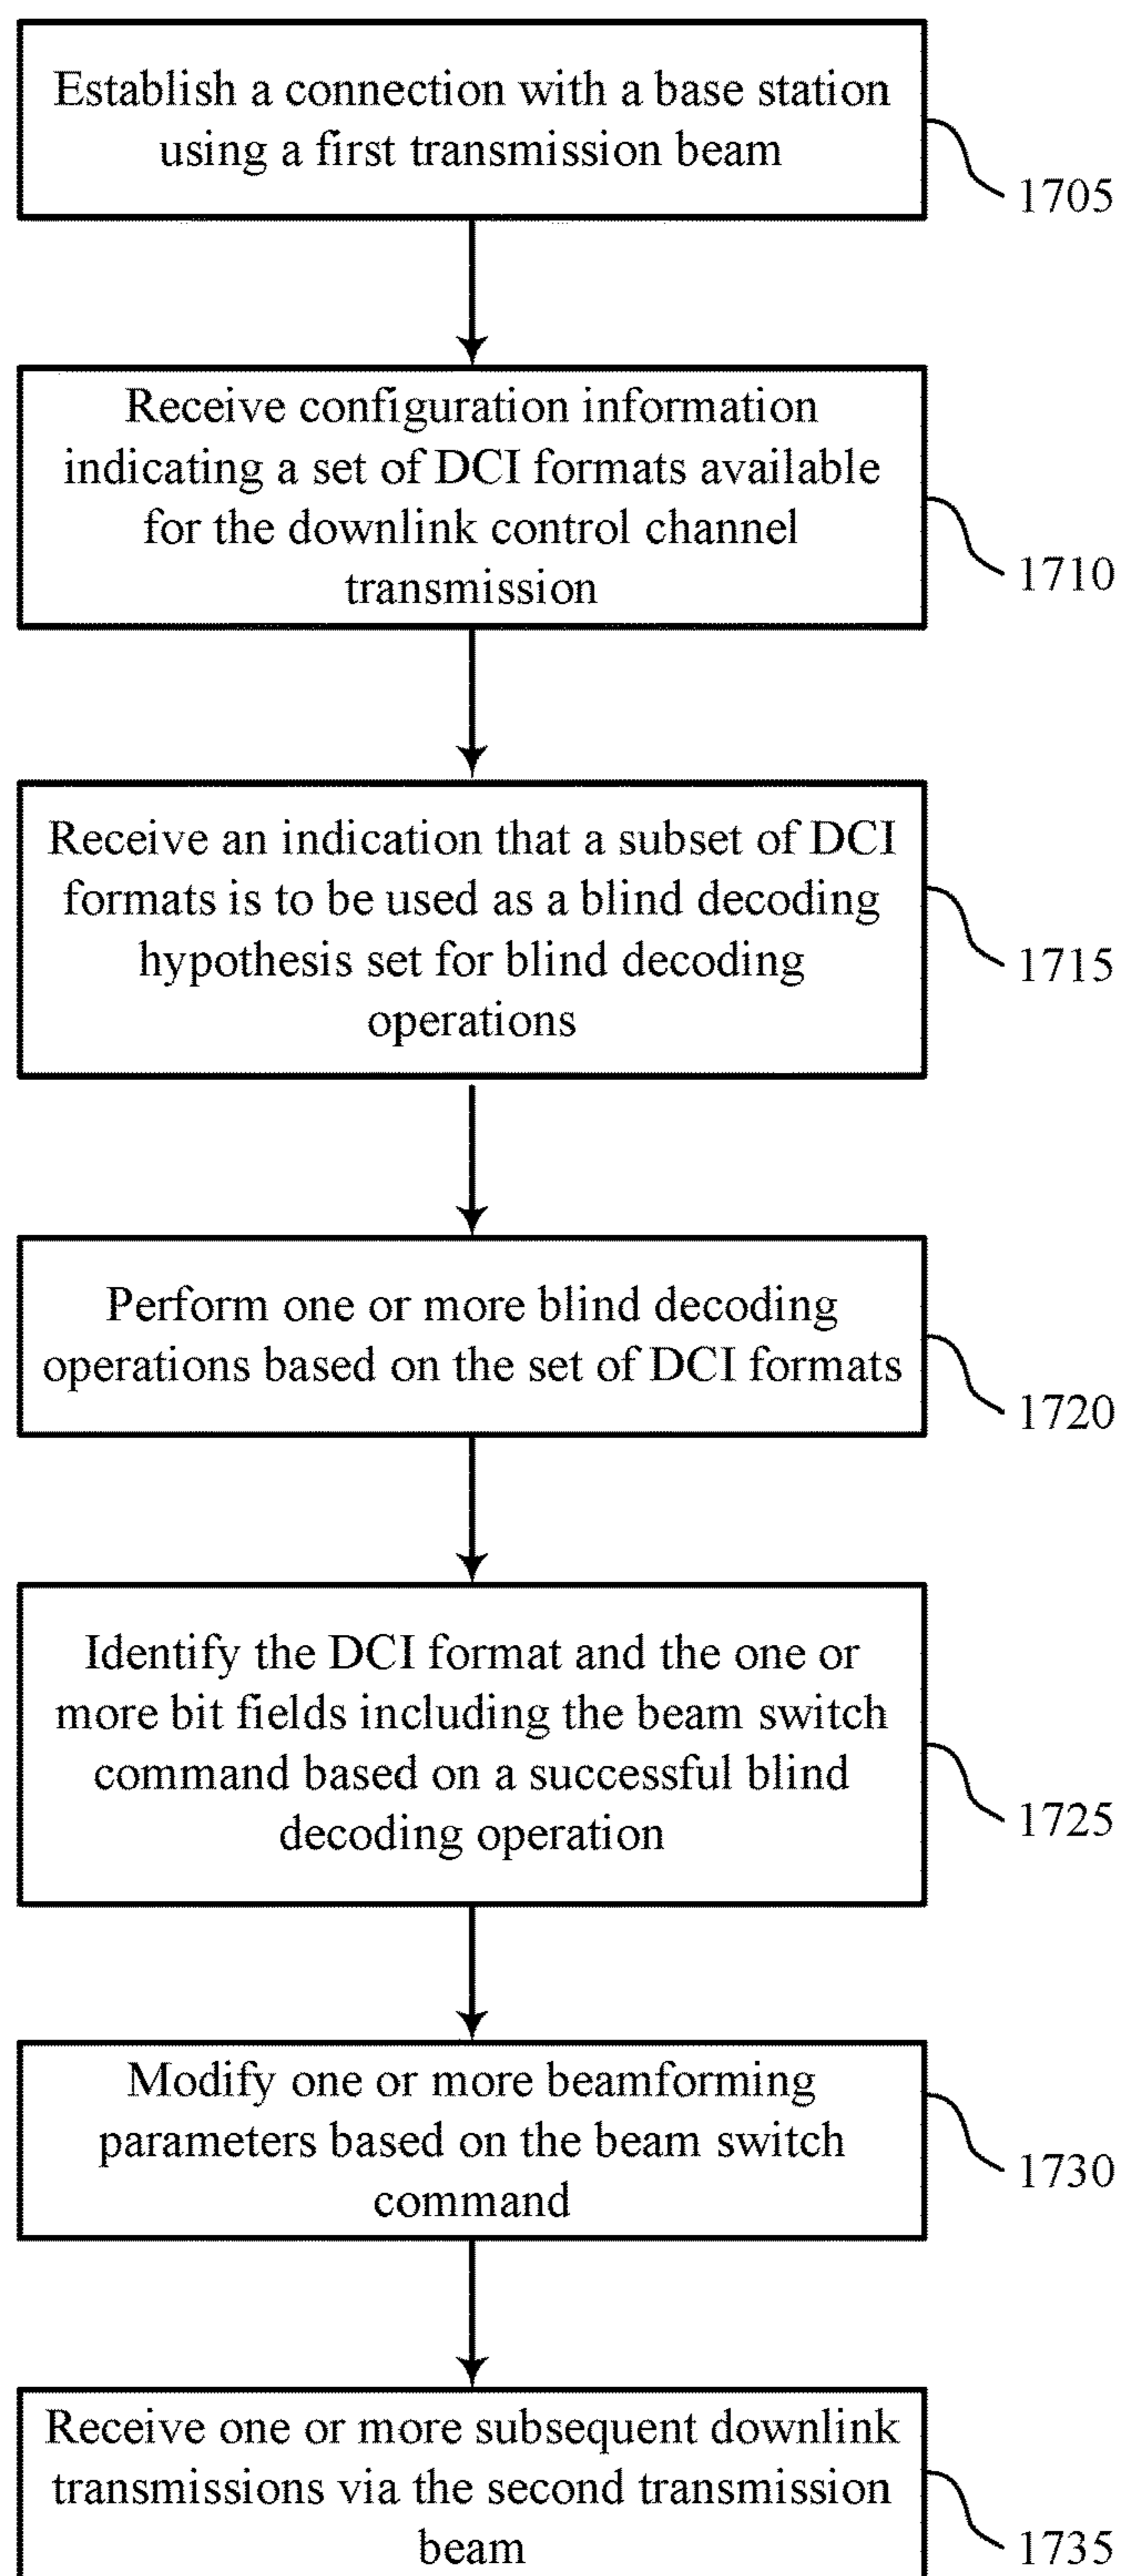 Establish a connection with a base station
using a first transmission beam
1705
Receive configuration information
indicating a set of DCI formats available
for the downlink control channel
transmission
1710
Receive an indication that a subset of DCI
formats is to be used as a blind decoding
hypothesis set for blind decoding
operations
1715
Perform one or more blind decoding
operations based on the set of DCI formats
1720
Identify the DCI format and the one or
more bit fields including the beam switch
command based on a successful blind
decoding operation
1725
Modify one or more beamforming
parameters based on the beam switch
command
1730
Receive one or more subsequent downlink
transmissions via the second transmission
beam
1735